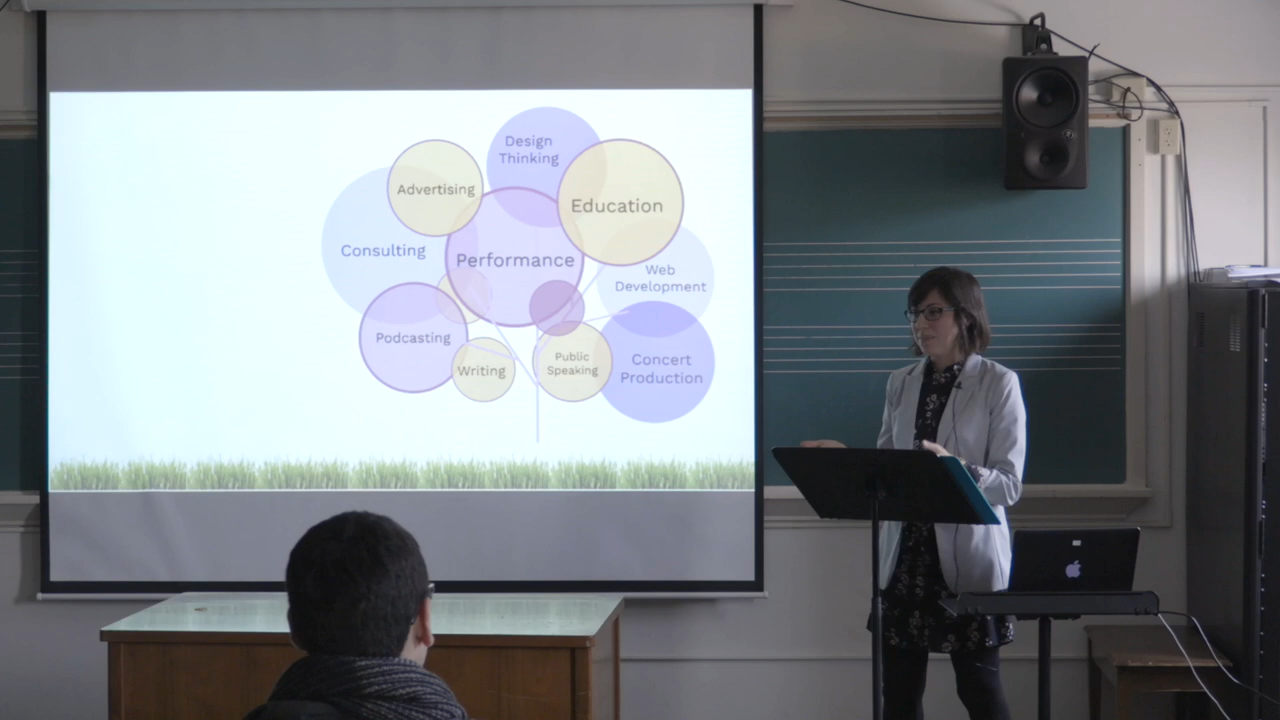 Design
Thinking
Advertising
Education
Consulting
Performance
Web
Development
Podcasting
Writing
Public
Speaking
Concert
Production